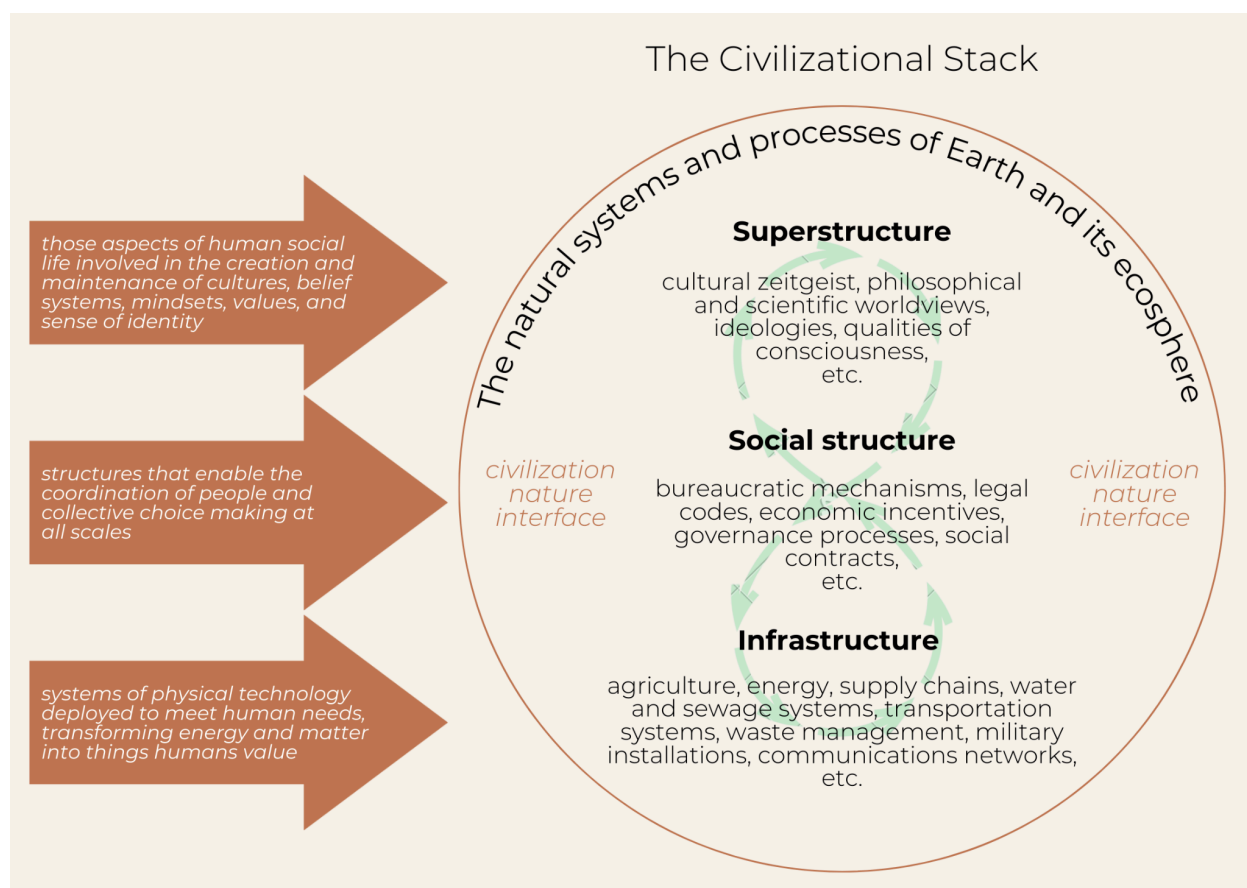 The Civilizational Stack
The natural systems and processes of Earth and its ecosphere
those aspects of human social
life involved in the creation and
maintenance of cultures, belief
systems, mindsets, values, and
sense of identity
Superstructure
cultural zeitgeist, philosophical
and scientific worldviews,
ideologies, qualities of
consciousness,
etc.
structures that enable the
coordination of people and
collective choice making at
all scales
civilization
nature
interface
Social structure
bureaucratic mechanisms, legal
codes, economic incentives,
governance processes, social
contracts,
etc.
civilization
nature
interface
systems of physical technology
deployed to meet human needs,
transforming energy and matter
into things humans value
Infrastructure
agriculture, energy, supply chains, water
and sewage systems, transportation
systems, waste management, military
installations, communications networks,
etc.